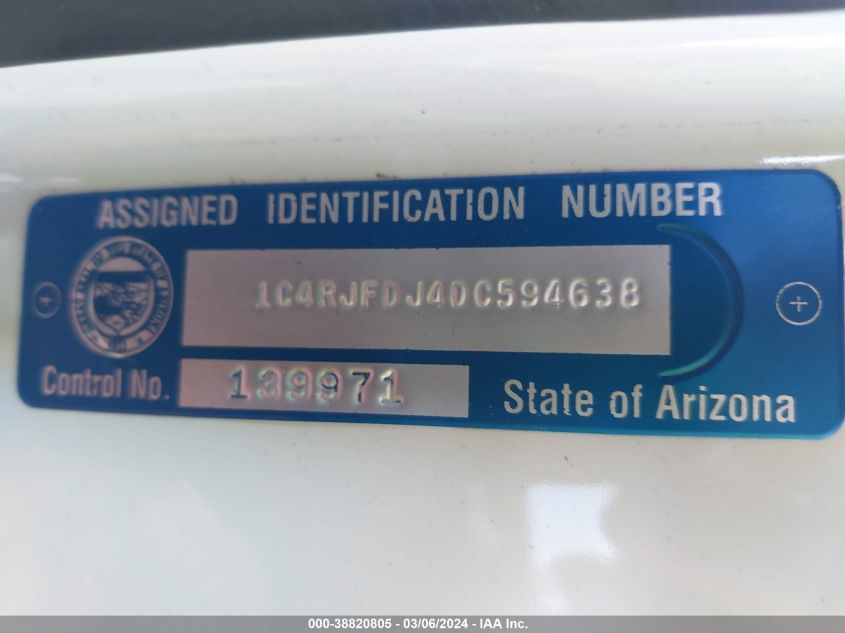 ASSIGNED IDENTIFICATION NUMBER
1C4RJFDJ4DC594638
Control No. 139971
State of Arizona
000-38820805 - 03/06/2024 - IAA Inc.